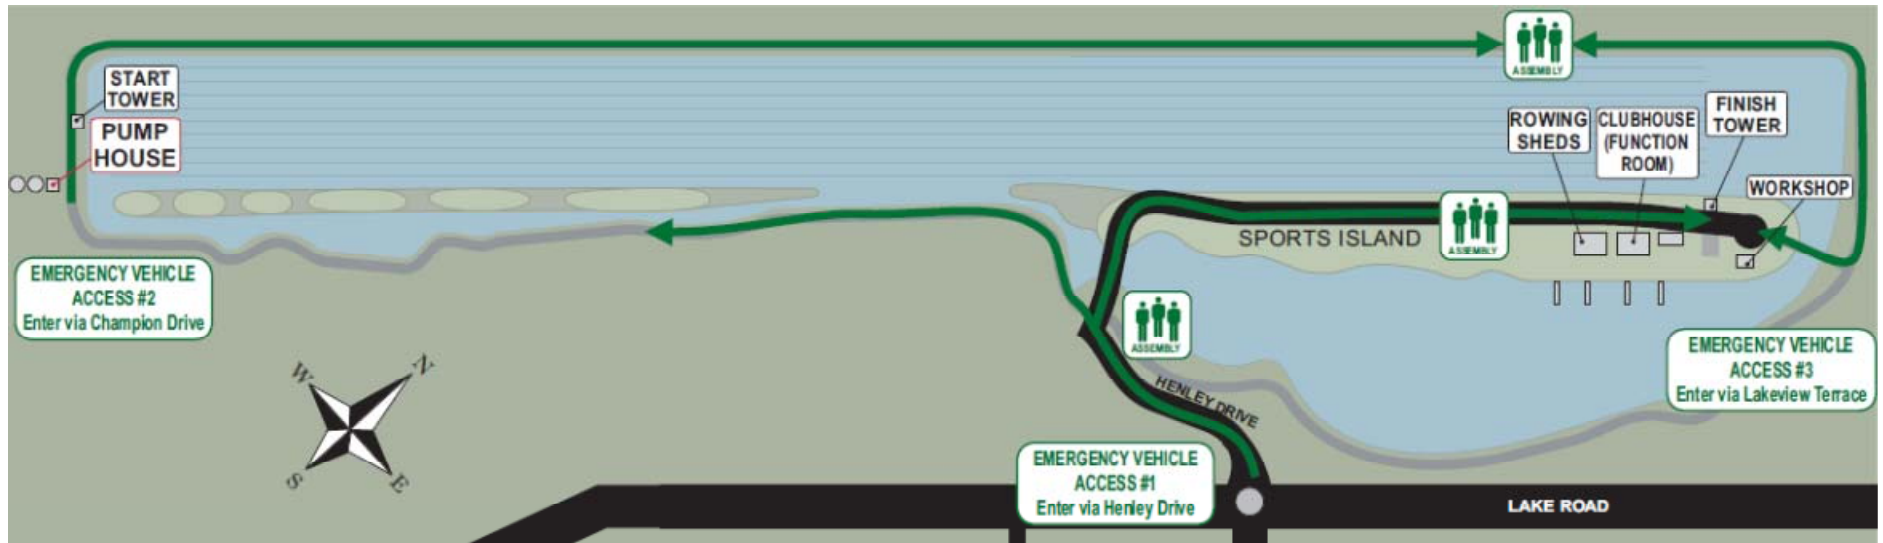 ASSEMBLY
START
TOWER
PUMP
HOUSE
ROWING
SHEDS
CLUBHOUSE
(FUNCTION
ROOM)
FINISH
TOWER
WORKSHOP
SPORTS ISLAND
ASSEMBLY
EMERGENCY VEHICLE
ACCESS #2
Enter via Champion Drive
ASSEMBLY
EMERGENCY VEHICLE
ACCESS #3
Enter via Lakeview Terrace
W
N
S
E
HENLEY DRIVE
EMERGENCY VEHICLE
ACCESS #1
Enter via Henley Drive
LAKE ROAD